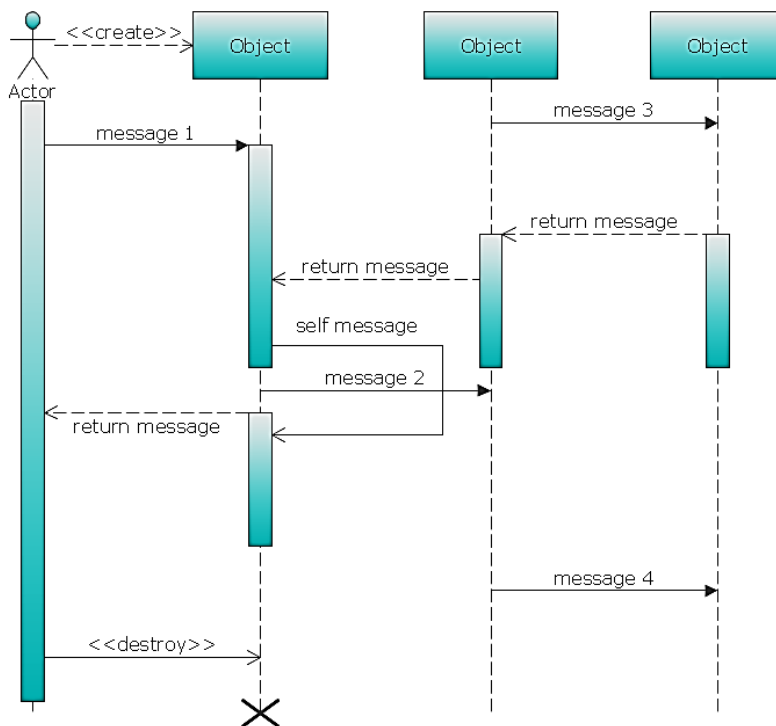 <<create>>
Object
Object
Object
Actor
message 3
message 1
return message
return message
self message
message 2
return message
message 4
<<destroy>>